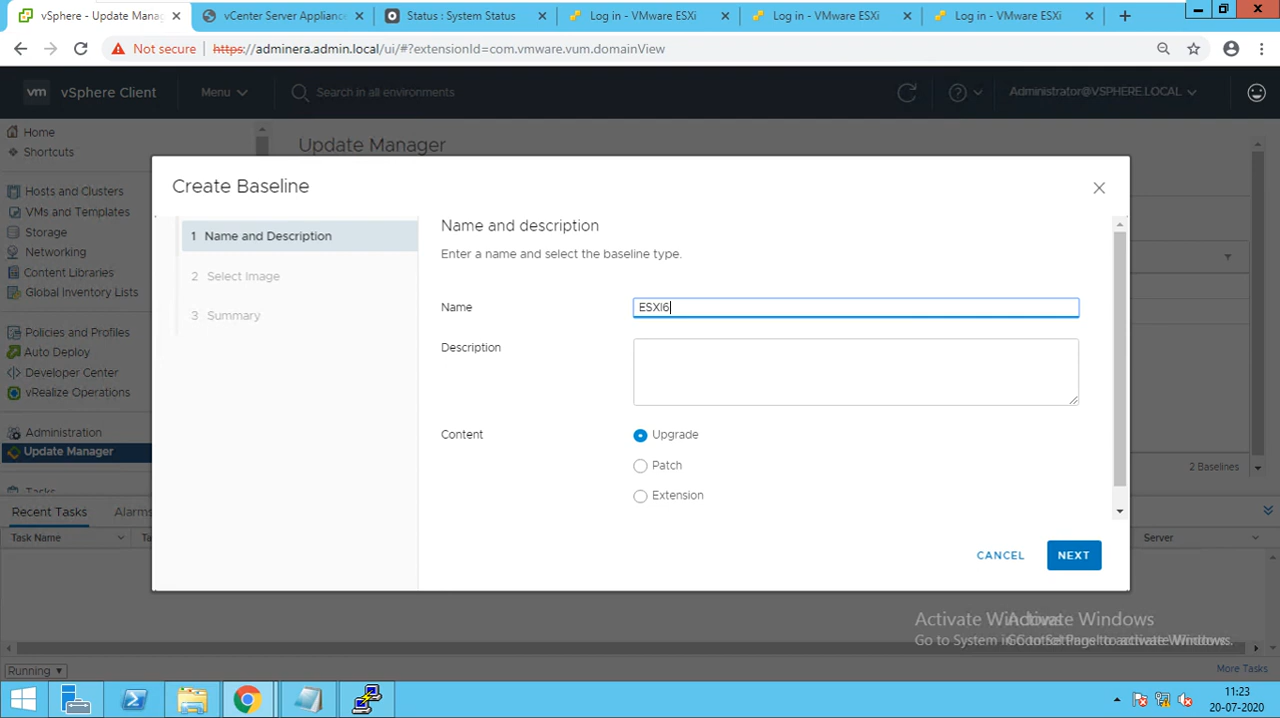 vSphere - Update Mana
vCenter Server Applianc
Status : System Status
Log in - VMware ESXi
Log in - VMware ESXi
Log in - VMware ESXi
Not secure
https://adminera.admin.local/ui/#?extensionId=com.vmware.vum.domainView
vm
vSphere Client
Menu
Search in all environments
Administrator@VSPHERE.LOCAL
Home
Shortcuts
Hosts and Clusters
VMs and Templates
Storage
Networking
Content Libraries
Global Inventory Lists
Policies and Profiles
Auto Deploy
Developer Center
vRealize Operations
Administration
Update Manager
Tasks
Update Manager
Create Baseline
1 Name and Description
2 Select Image
3 Summary
Name and description
Enter a name and select the baseline type.
Name
ESXI6
Description
Content
Upgrade
Patch
Extension
CANCEL
NEXT
2 Baselines
Recent Tasks
Alarms
Task Name
Ta
Server
Activate Windows
Activate Windows
Go to System in Control Panel to activate Windows.
Running
More Tasks
11:23
20-07-2020